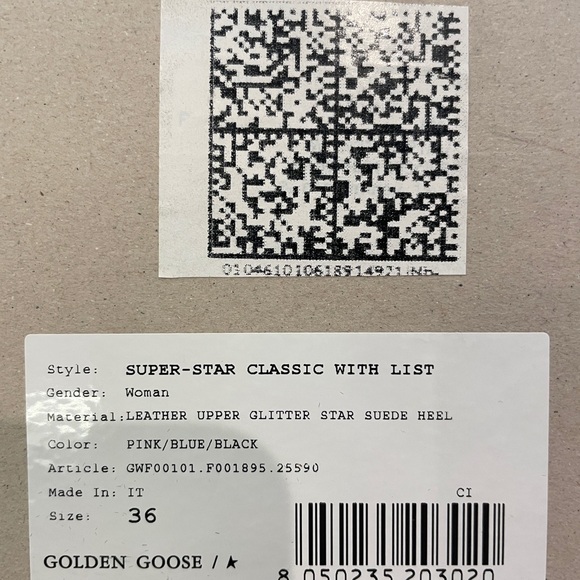 010461010618914921
Style: SUPER-STAR CLASSIC WITH LIST
Gender: Woman
Material:LEATHER UPPER GLITTER STAR SUEDE HEEL
Color: PINK/BLUE/BLACK
Article: GWF00101.F001895.25590
Made In: IT CI
Size: 36
GOLDEN GOOSE / ★
8 050235 203020